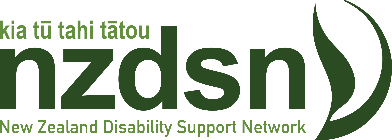 kia tū tahi tātou
nzdsn
New Zealand Disability Support Network